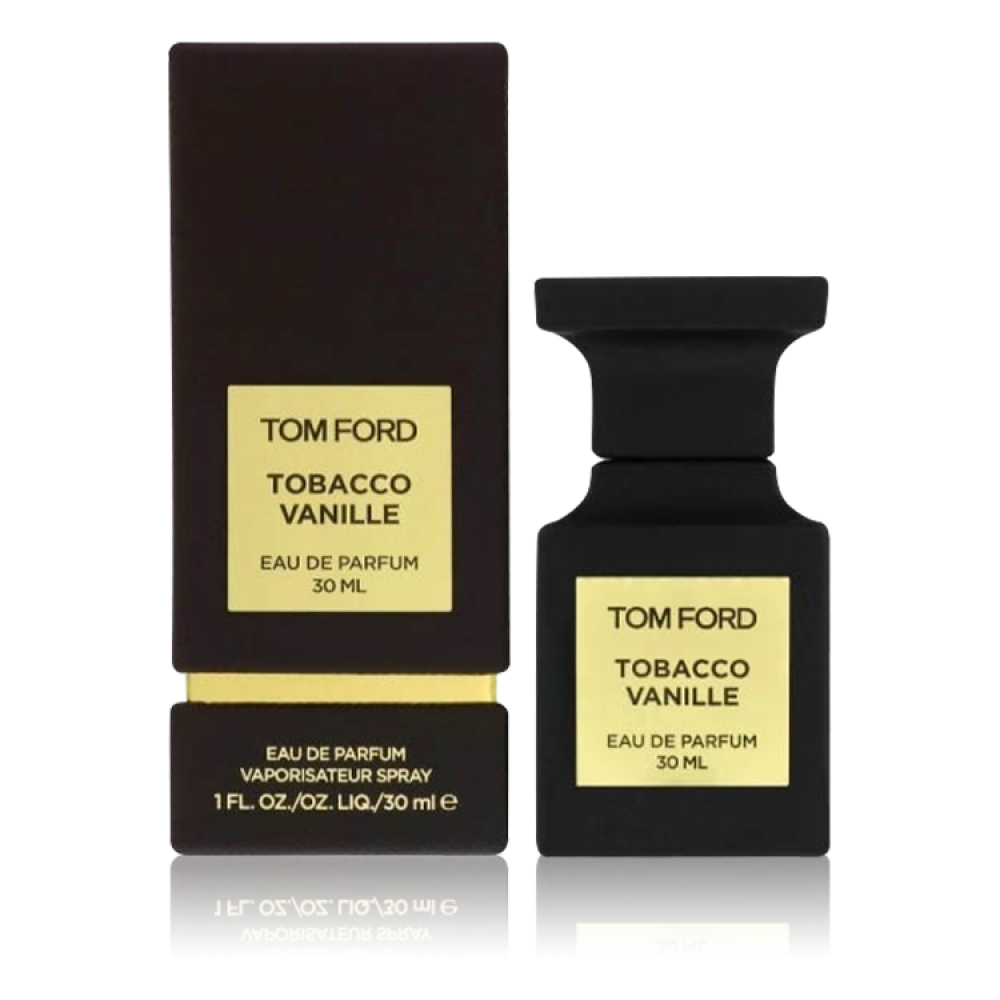 TOM FORD
TOBACCO
VANILLE
EAU DE PARFUM
30 ML
EAU DE PARFUM
VAPORISATEUR SPRAY
1 FL. OZ./OZ. LIQ./30 ml ℮
TOM FORD
TOBACCO
VANILLE
EAU DE PARFUM
30 ML